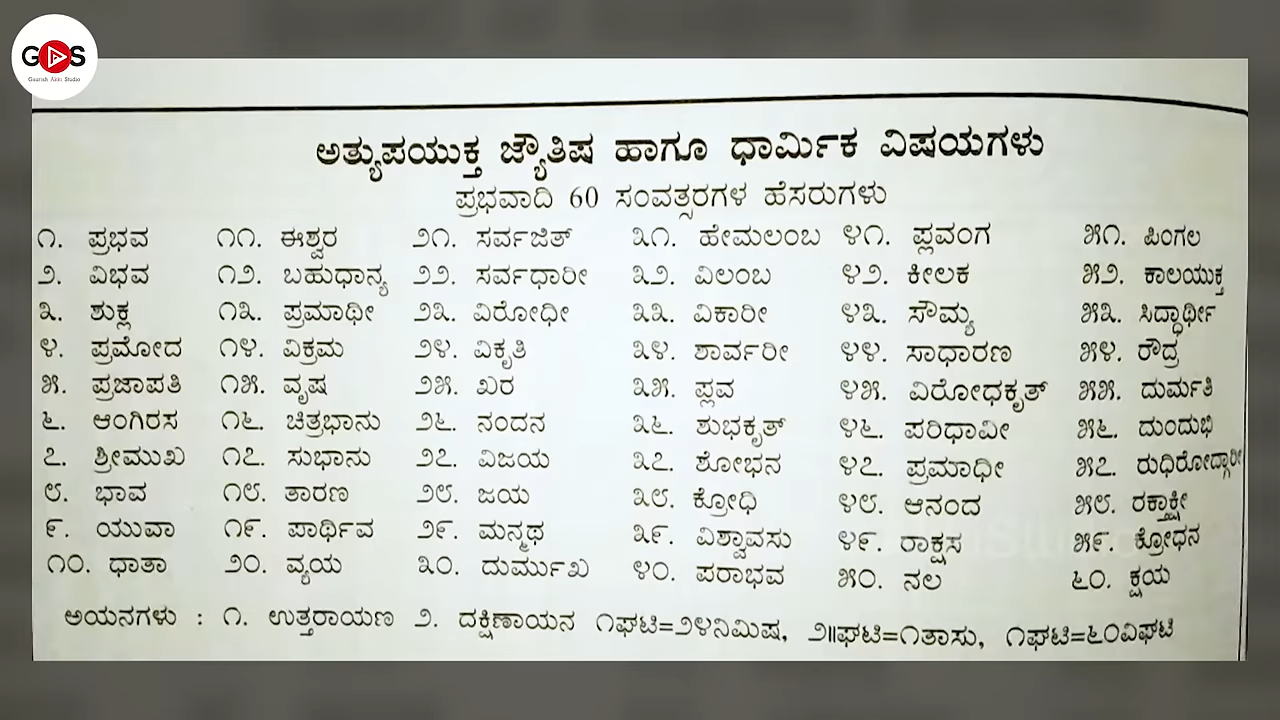 GOS
Gourish Akki Studio
ಅತ್ಯುಪಯುಕ್ತ ಜ್ಯೌತಿಷ ಹಾಗೂ ಧಾರ್ಮಿಕ ವಿಷಯಗಳು
ಪ್ರಭವಾದಿ 60 ಸಂವತ್ಸರಗಳ ಹೆಸರುಗಳು
೧. ಪ್ರಭವ ೧೧. ಈಶ್ವರ ೨೧. ಸರ್ವಜಿತ್ ೩೧. ಹೇಮಲಂಬ ೪೧. ಪ್ಲವಂಗ ೫೧. ಪಿಂಗಲ
೨. ವಿಭವ ೧೨. ಬಹುಧಾನ್ಯ ೨೨. ಸರ್ವಧಾರೀ ೩೨. ವಿಲಂಬ ೪೨. ಕೀಲಕ ೫೨. ಕಾಲಯುಕ್ತ
೩. ಶುಕ್ಲ ೧೩. ಪ್ರಮಾಥೀ ೨೩. ವಿರೋಧೀ ೩೩. ವಿಕಾರೀ ೪೩. ಸೌಮ್ಯ ೫೩. ಸಿದ್ಧಾರ್ಥೀ
೪. ಪ್ರಮೋದ ೧೪. ವಿಕ್ರಮ ೨೪. ವಿಕೃತಿ ೩೪. ಶಾರ್ವರೀ ೪೪. ಸಾಧಾರಣ ೫೪. ರೌದ್ರ
೫. ಪ್ರಜಾಪತಿ ೧೫. ವೃಷ ೨೫. ಖರ ೩೫. ಪ್ಲವ ೪೫. ವಿರೋಧಕೃತ್ ೫೫. ದುರ್ಮತಿ
೬. ಆಂಗಿರಸ ೧೬. ಚಿತ್ರಭಾನು ೨೬. ನಂದನ ೩೬. ಶುಭಕೃತ್ ೪೬. ಪರಿಧಾವೀ ೫೬. ದುಂದುಭಿ
೭. ಶ್ರೀಮುಖ ೧೭. ಸುಭಾನು ೨೭. ವಿಜಯ ೩೭. ಶೋಭನ ೪೭. ಪ್ರಮಾಧೀ ೫೭. ರುಧಿರೋದ್ಗಾರೀ
೮. ಭಾವ ೧೮. ತಾರಣ ೨೮. ಜಯ ೩೮. ಕ್ರೋಧಿ ೪೮. ಆನಂದ ೫೮. ರಕ್ತಾಕ್ಷೀ
೯. ಯುವಾ ೧೯. ಪಾರ್ಥಿವ ೨೯. ಮನ್ಮಥ ೩೯. ವಿಶ್ವಾವಸು ೪೯. ರಾಕ್ಷಸ ೫೯. ಕ್ರೋಧನ
೧೦. ಧಾತಾ ೨೦. ವ್ಯಯ ೩೦. ದುರ್ಮುಖ ೪೦. ಪರಾಭವ ೫೦. ನಲ ೬೦. ಕ್ಷಯ
ಅಯನಗಳು : ೧. ಉತ್ತರಾಯಣ ೨. ದಕ್ಷಿಣಾಯನ ೧ಘಟಿ=೨೪ನಿಮಿಷ, ೨॥ಘಟಿ=೧ತಾಸು, ೧ಘಟಿ=೬೦ವಿಘಟಿ